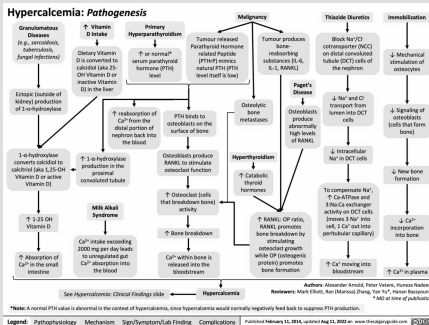 Hypercalcemia: Pathogenesis
Granulomatous
Diseases
(e.g., sarcoidosis,
tuberculosis,
fungal infections)
Ectopic (outside of
kidney) production
of 1-α-hydroxylase
1-α-hydroxylase
converts calcidiol to
calcitriol (aka 1,25-OH
Vitamin D or active
Vitamin D)
↑ 1-25 OH
Vitamin D
↑ Absorption of
Ca²⁺ in the small
intestine
↑ Vitamin
D Intake
Dietary Vitamin
D is converted to
calcidiol (aka 25-
OH Vitamin D or
inactive Vitamin
D) in the liver
Primary
Hyperparathyroidism
↑ or normal*
serum parathyroid
hormone (PTH)
level
↑ reabsorption of
Ca²⁺ from the
distal portion of
nephron back into
the blood
↑ 1-α-hydroxylase
production in the
proximal
convoluted tubule
Milk Alkali
Syndrome
Ca²⁺ intake exceeding
2000 mg per day leads
to unregulated gut
Ca²⁺ absorption into
the blood
Malignancy
Tumour released
Parathyroid Hormone
related Peptide
(PTHrP) mimics
natural PTH (PTH
level itself is low)
PTH binds to
osteoblasts on the
surface of bone
Osteoblasts produce
RANKL to stimulate
osteoclast function
↑ Osteoclast (cells
that breakdown bone)
activity
↑ Bone breakdown
Ca²⁺ within bone is
released into the
bloodstream
Tumour produces
bone-
reabsorbing
substances (IL-6,
IL-1, RANKL)
Osteolytic
bone
metastases
Hyperthyroidism
↑ Catabolic
thyroid
hormones
Paget's
Disease
Osteoblasts
produce
abnormally
high levels
of RANKL
↑ RANKL: OP ratio,
RANKL promotes
bone breakdown by
stimulating
osteoclast growth
while OP (osteogenic
protein) promotes
bone formation
Thiazide Diuretics
Block Na⁺/Cl
cotransporter (NCC)
on distal convoluted
tubule (DCT) cells of
the nephron
↓ Na⁺ and Cl
transport from
lumen into DCT
cells
↓ Intracellular
Na⁺ in DCT cells
To compensate Na⁺,
↑ Ca-ATPase and
3:Na:Ca exchanger
activity on DCT cells
(moves 3 Na⁺ into
cell, 1 Ca²⁺ out into
peritubular capillary)
↑ Ca²⁺ moving into
bloodstream
Immobilization
↓ Mechanical
stimulation of
osteocytes
↓ Signaling of
osteoblasts
(cells that form
bone)
↓ New bone
formation
↓ Ca²⁺
incorporation
into bone
↑ Ca²⁺ in plasma
Hypercalcemia
See Hypercalcemia: Clinical Findings slide
Authors: Alexander Arnold, Peter Vetere, Huneza Nadeem
Reviewers: Mark Elliott, Ran (Marissa) Zhang, Yan Yu*, Hanan Bassyouni*
* MD at time of publication
*Note: A normal PTH value is abnormal in the context of hypercalcemia, since hypercalcemia would normally negatively feed back to suppress PTH production.
Legend: Pathophysiology Mechanism Sign/Symptom/Lab Finding Complications Published February 11, 2014, updated Aug 11, 2022 on www.thecalgaryguide.com